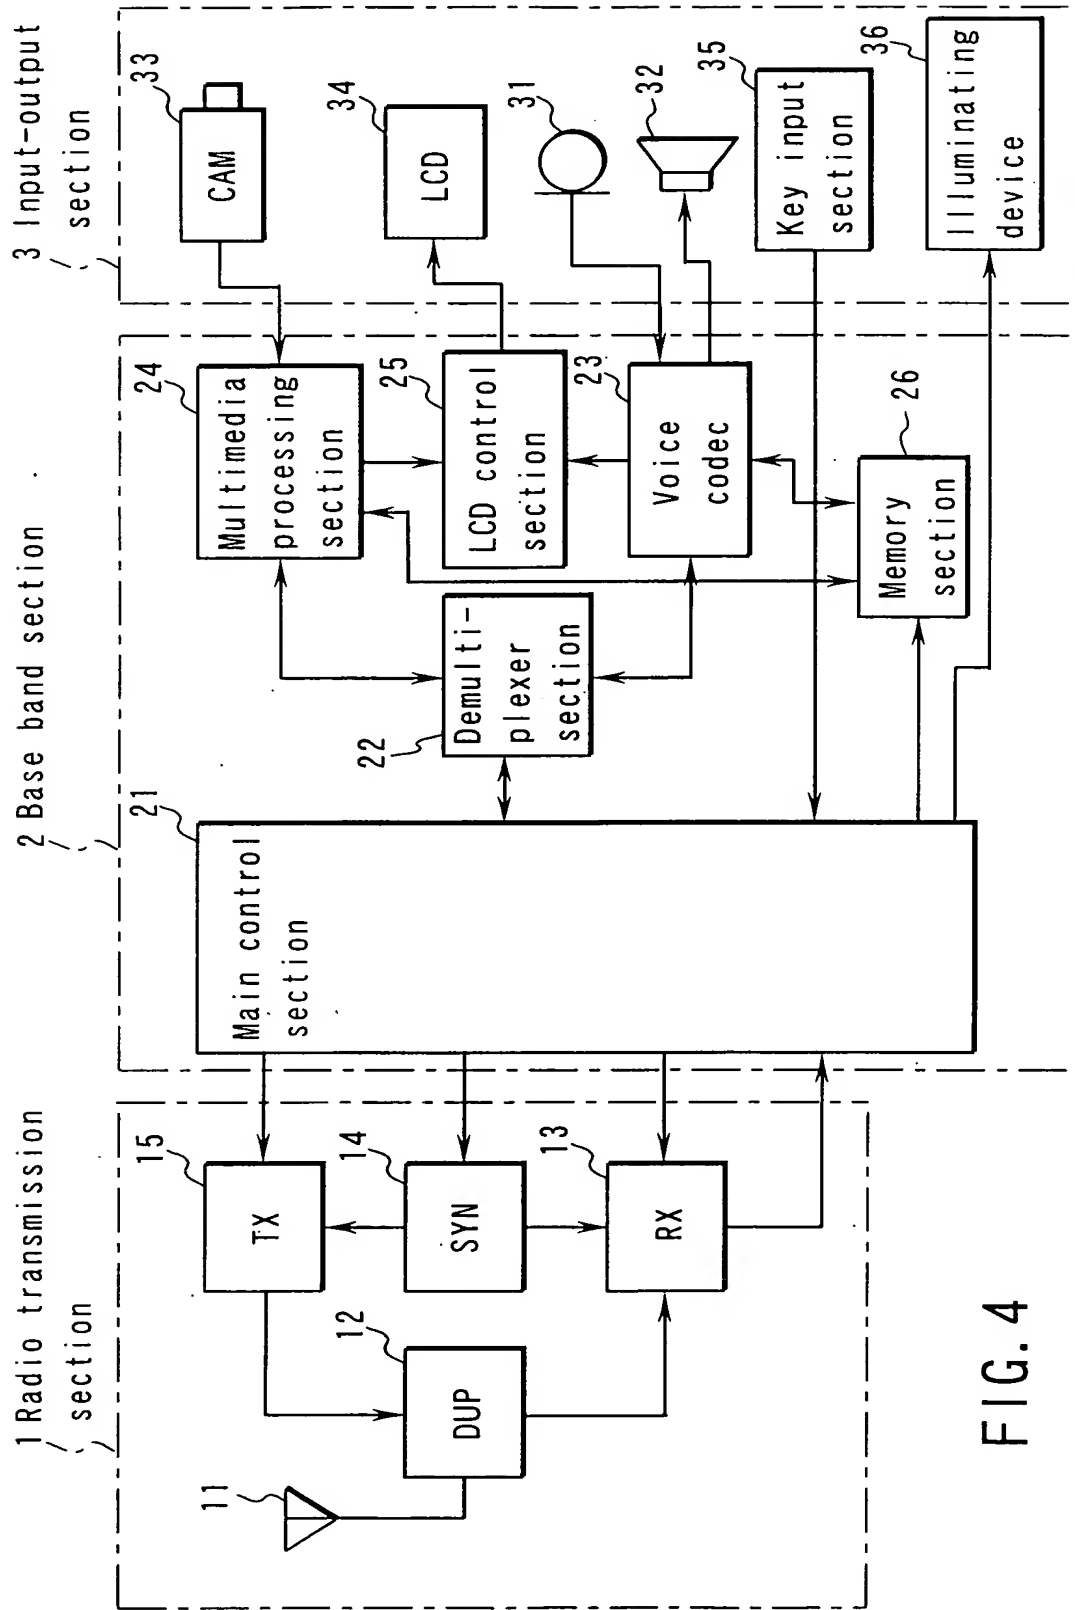 1 Radio transmission
section
2 Base band section
3 Input-output
section
11
12
DUP
15
TX
14
SYN
13
RX
21
Main control
section
22
Demulti-
plexer
section
24
Multimedia
processing
section
25
LCD control
section
23
Voice
codec
26
Memory
section
33
CAM
34
LCD
31
32
35
Key input
section
36
Illuminating
device
FIG. 4